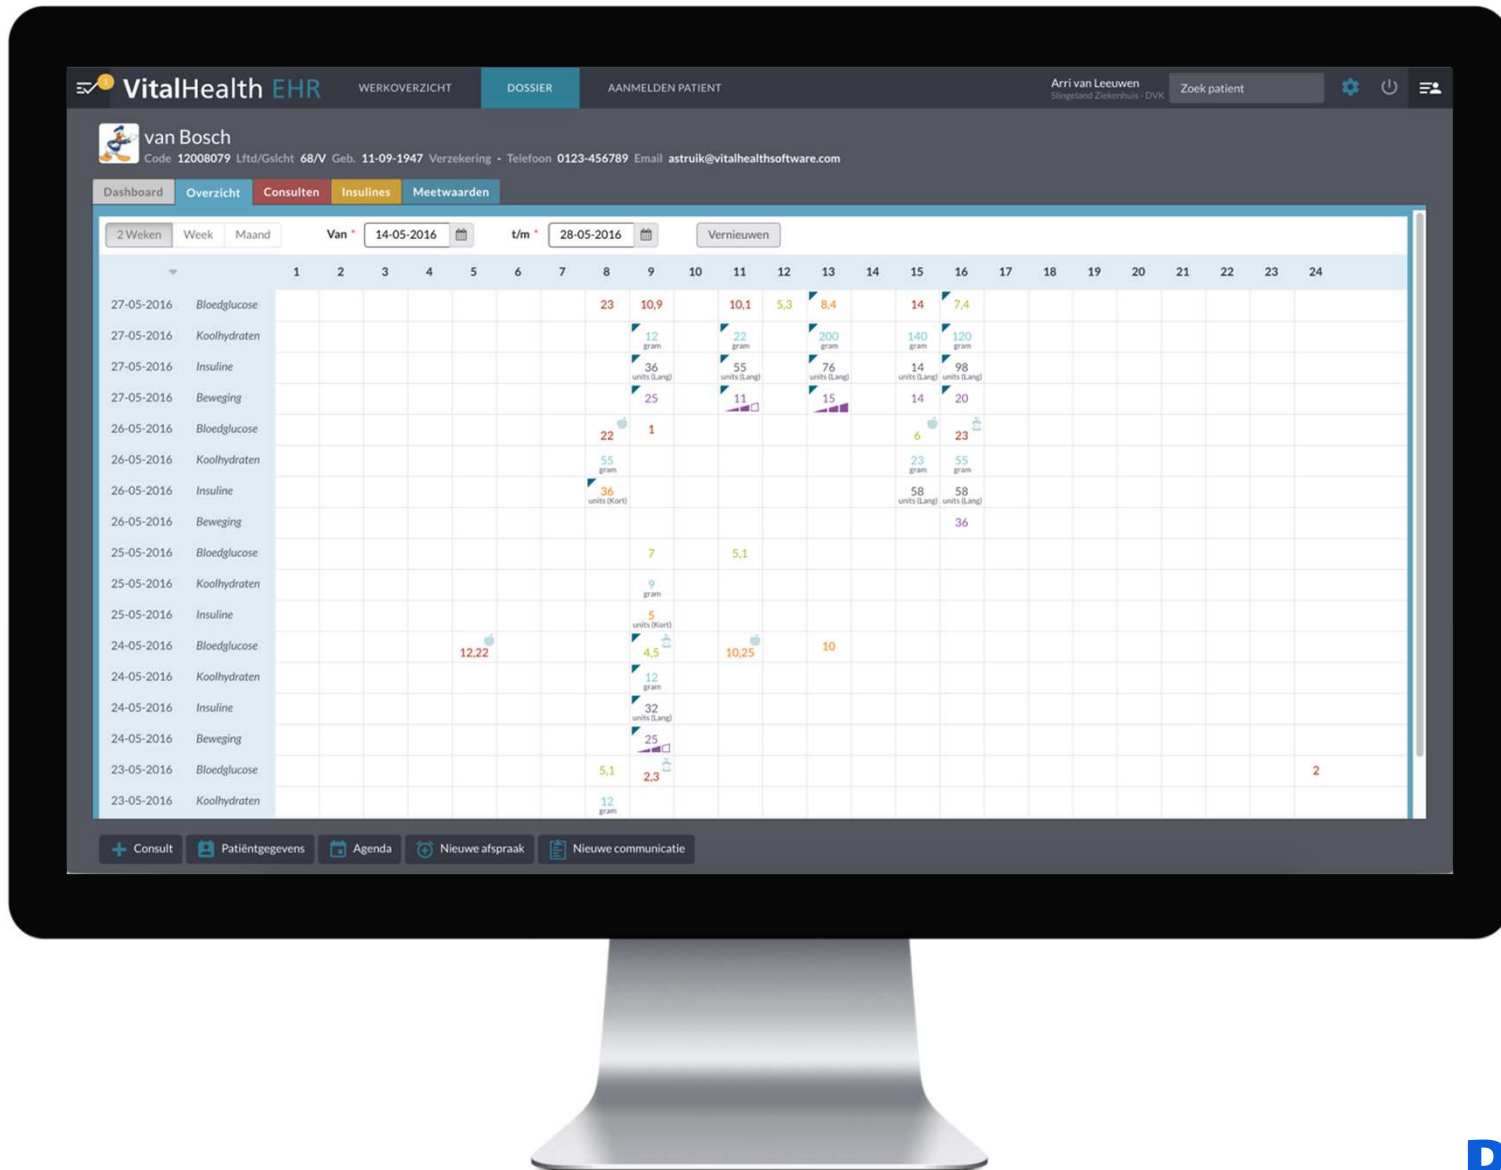 1
VitalHealth EHR WERKOVERZICHT DOSSIER AANMELDEN PATIENT Arri van Leeuwen Zoek patient
Slingeland Ziekenhuis - DVK
van Bosch
Code 12008079 Lftd/Gslcht 68/V Geb. 11-09-1947 Verzekering - Telefoon 0123-456789 Email astruik@vitalhealthsoftware.com
Dashboard Overzicht Consulten Insulines Meetwaarden
2 Weken Week Maand Van * 14-05-2016 t/m * 28-05-2016 Vernieuwen
1 2 3 4 5 6 7 8 9 10 11 12 13 14 15 16 17 18 19 20 21 22 23 24
27-05-2016 Bloedglucose 23 10,9 10,1 5,3 8,4 14 7,4
27-05-2016 Koolhydraten 12 22 200 140 120
gram gram gram gram gram
27-05-2016 Insuline 36 55 76 14 98
units (Lang) units (Lang) units (Lang) units (Lang) units (Lang)
27-05-2016 Beweging 25 11 15 14 20
26-05-2016 Bloedglucose 22 1 6 23
26-05-2016 Koolhydraten 55 23 55
gram gram gram
26-05-2016 Insuline 36 58 58
units (Kort) units (Lang) units (Lang)
26-05-2016 Beweging 36
25-05-2016 Bloedglucose 7 5,1
25-05-2016 Koolhydraten 9
gram
25-05-2016 Insuline 5
units (Kort)
24-05-2016 Bloedglucose 12,22 4,5 10,25 10
24-05-2016 Koolhydraten 12
gram
24-05-2016 Insuline 32
units (Lang)
24-05-2016 Beweging 25
23-05-2016 Bloedglucose 5,1 2,3 2
23-05-2016 Koolhydraten 12
gram
Consult Patiëntgegevens Agenda Nieuwe afspraak Nieuwe communicatie